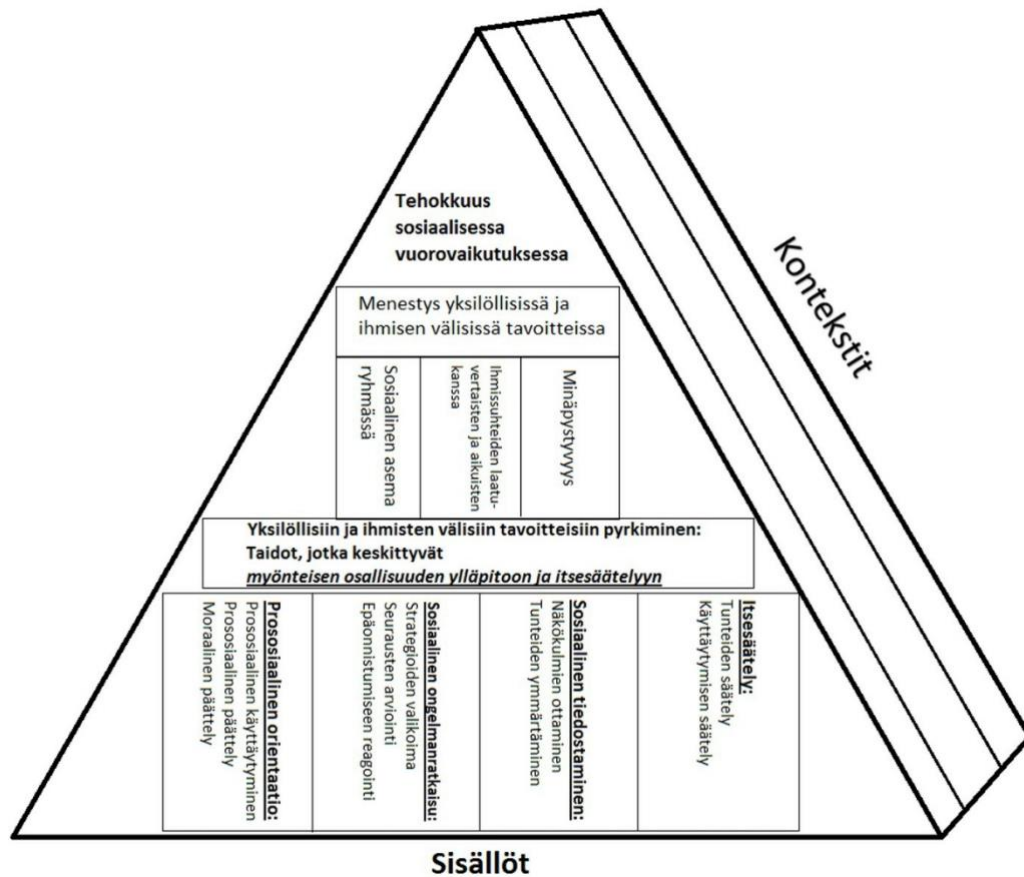 Tehokkuus
sosiaalisessa
vuorovaikutuksessa
Kontekstit
Menestys yksilöllisissä ja
ihmisen välisissä tavoitteissa
Sosiaalinen asema
ryhmässä
Ihmissuhteiden laatu-
vertaisten ja aikuisten
kanssa
Minäpystyvyys
Yksilöllisiin ja ihmisten välisiin tavoitteisiin pyrkiminen:
Taidot, jotka keskittyvät
myönteisen osallisuuden ylläpitoon ja itsesäätelyyn
Prososiaalinen orientaatio:
Prososiaalinen käyttäytyminen
Prososiaalinen päättely
Moraalinen päättely
Sosiaalinen ongelmanratkaisu:
Strategioiden valikoima
Seurausten arviointi
Epäonnistumiseen reagointi
Sosiaalinen tiedostaminen:
Näkökulmien ottaminen
Tunteiden ymmärtäminen
Itsesäätely:
Tunteiden säätely
Käyttäytymisen säätely
Sisällöt